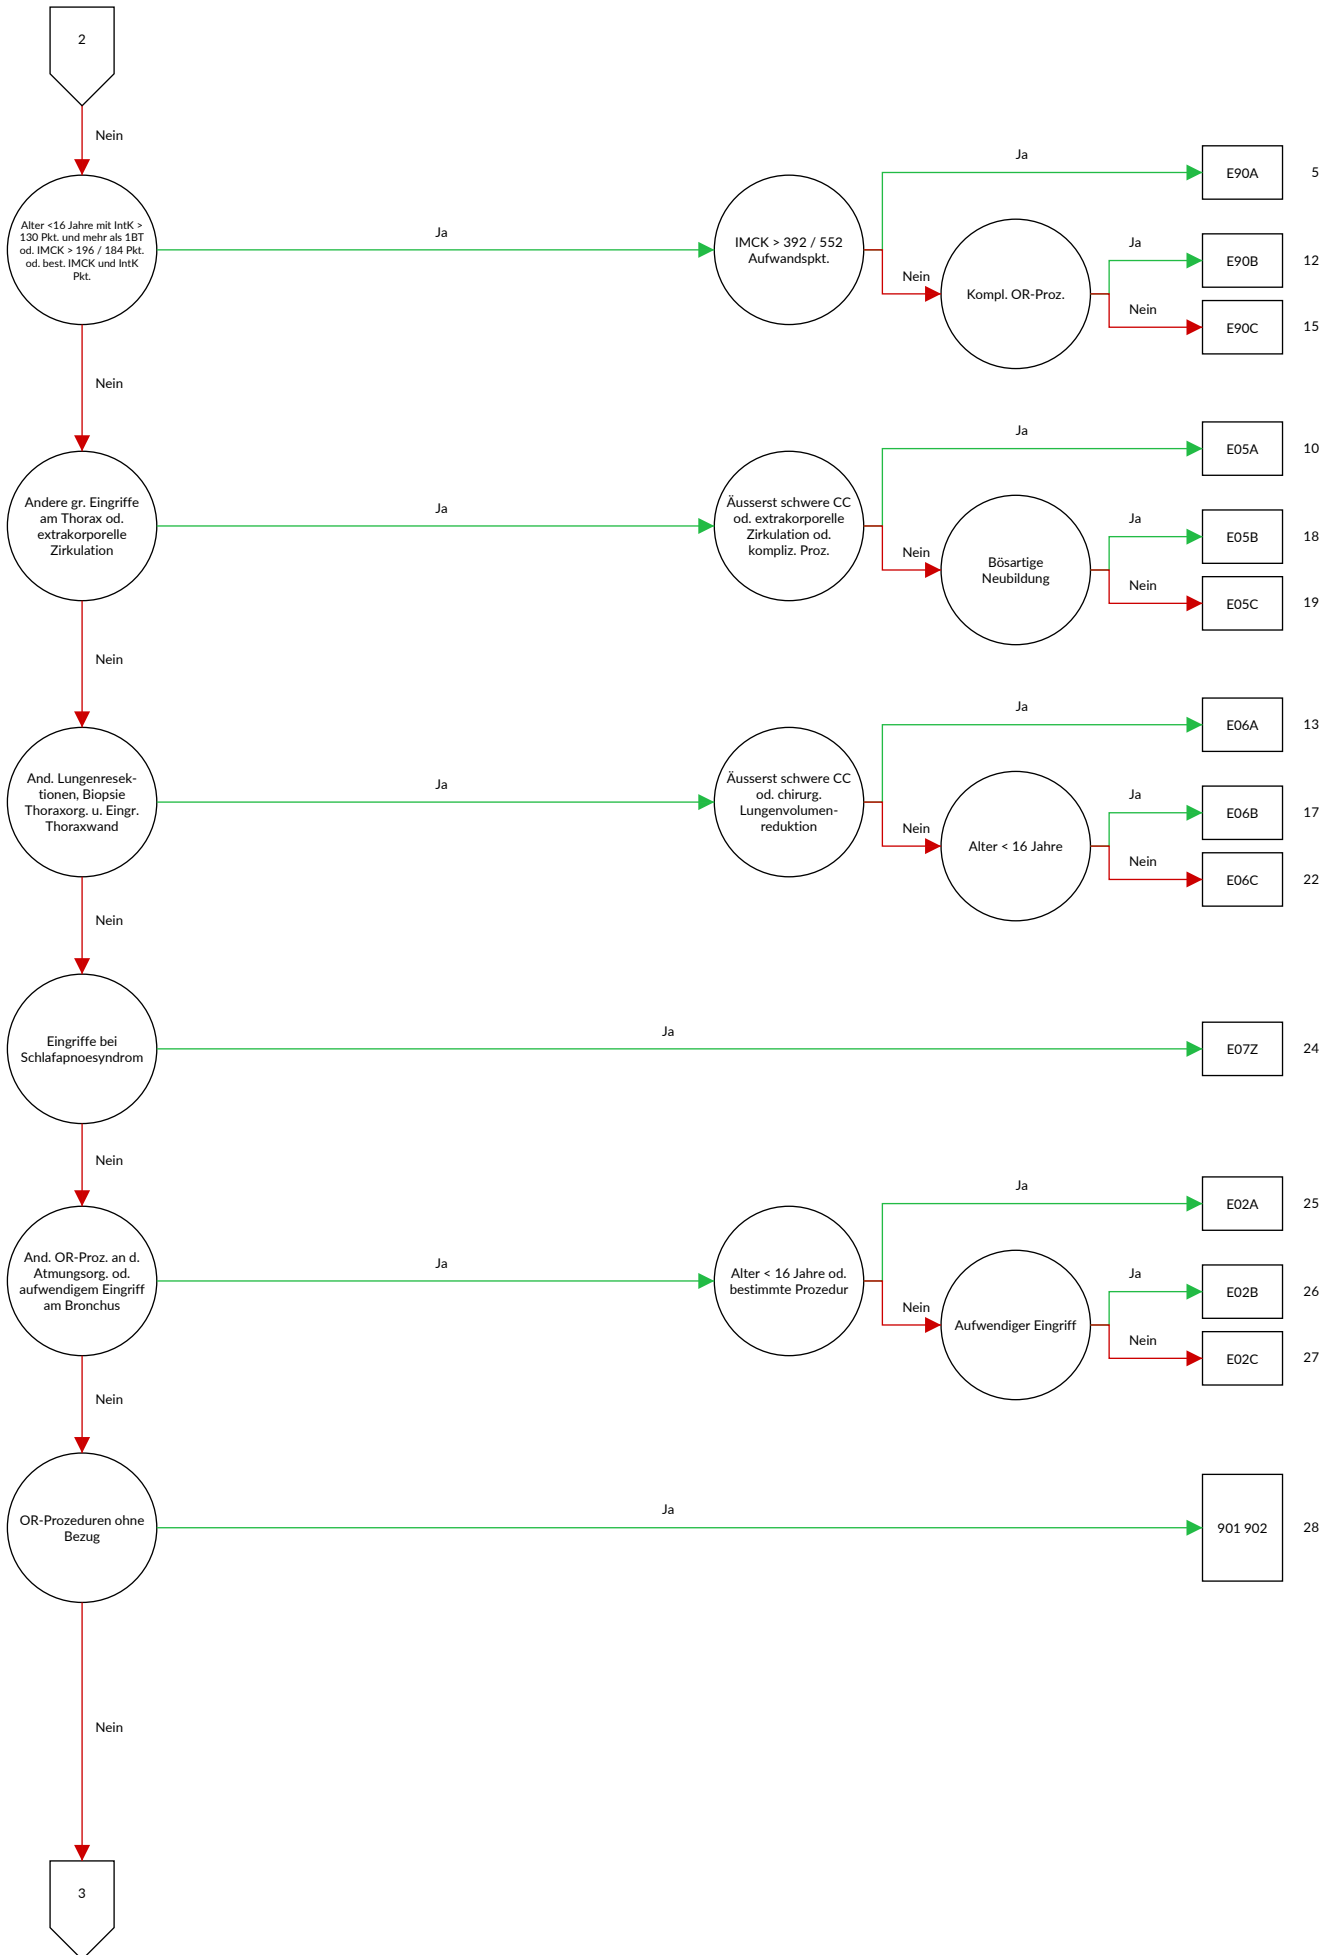 2
Nein
Alter <16 Jahre mit IntK >
130 Pkt. und mehr als 1BT
od. IMCK > 196 / 184 Pkt.
od. best. IMCK und IntK
Pkt.
Ja
IMCK > 392 / 552
Aufwandspkt.
Ja
E90A
5
Nein
Kompl. OR-Proz.
Ja
E90B
12
Nein
E90C
15
Nein
Andere gr. Eingriffe
am Thorax od.
extrakorporelle
Zirkulation
Ja
Äusserst schwere CC
od. extrakorporelle
Zirkulation od.
kompliz. Proz.
Ja
E05A
10
Nein
Bösartige
Neubildung
Ja
E05B
18
Nein
E05C
19
Nein
And. Lungenresek-
tionen, Biopsie
Thoraxorg. u. Eingr.
Thoraxwand
Ja
Äusserst schwere CC
od. chirurg.
Lungenvolumen-
reduktion
Ja
E06A
13
Nein
Alter < 16 Jahre
Ja
E06B
17
Nein
E06C
22
Nein
Eingriffe bei
Schlafapnoesyndrom
Ja
E07Z
24
Nein
And. OR-Proz. an d.
Atmungsorg. od.
aufwendigem Eingriff
am Bronchus
Ja
Alter < 16 Jahre od.
bestimmte Prozedur
Ja
E02A
25
Nein
Aufwendiger Eingriff
Ja
E02B
26
Nein
E02C
27
Nein
OR-Prozeduren ohne
Bezug
Ja
901 902
28
Nein
3